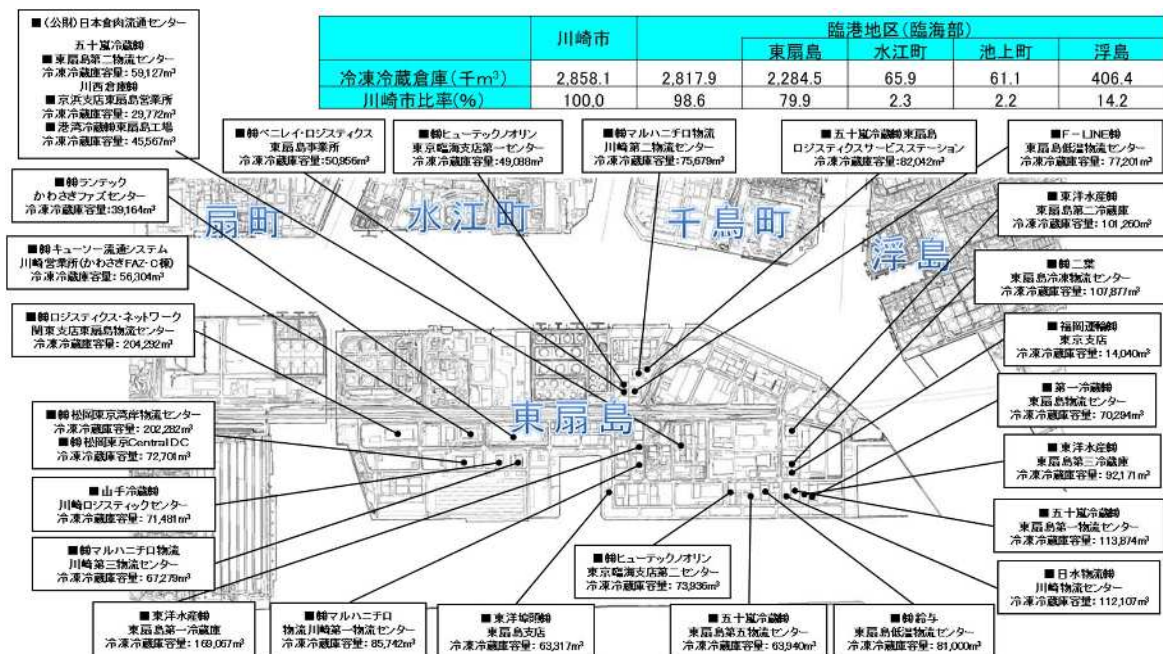 川崎市 臨港地区(臨海部)
東扇島 水江町 池上町 浮島
冷凍冷蔵倉庫(千m³) 2,858.1 2,817.9 2,284.5 65.9 61.1 406.4
川崎市比率(%) 100.0 98.6 79.9 2.3 2.2 14.2
■(公財)日本食肉流通センター
五十嵐冷蔵㈱
■東扇島第二物流センター
冷凍冷蔵庫容量:59,127m³
川西倉庫㈱
■京浜支店東扇島営業所
冷凍冷蔵庫容量:29,772m³
■港湾冷蔵㈱東扇島工場
冷凍冷蔵庫容量:45,567m³
■㈱ベニレイ・ロジスティクス
東扇島事業所
冷凍冷蔵庫容量:50,956m³
■㈱ヒューテックノオリン
東京臨海支店第一センター
冷凍冷蔵庫容量:49,088m³
■㈱マルハニチロ物流
川崎第二物流センター
冷凍冷蔵庫容量:75,679m³
■五十嵐冷蔵㈱東扇島
ロジスティクスサービスステーション
冷凍冷蔵庫容量:82,042m³
■F-LINE㈱
東扇島低温物流センター
冷凍冷蔵庫容量:77,201m³
■㈱ランテック
かわさきファズセンター
冷凍冷蔵庫容量:39,164m³
■東洋水産㈱
東扇島第二冷蔵庫
冷凍冷蔵庫容量:101,260m³
扇町
水江町
千鳥町
浮島
■㈱キューソー流通システム
川崎営業所(かわさきFAZ-C棟)
冷凍冷蔵庫容量:56,304m³
■㈱二葉
東扇島冷凍物流センター
冷凍冷蔵庫容量:107,877m³
■㈱ロジスティクス・ネットワーク
関東支店東扇島物流センター
冷凍冷蔵庫容量:204,292m³
■福岡運輸㈱
東京支店
冷凍冷蔵庫容量:14,040m³
東扇島
■第一冷蔵㈱
東扇島物流センター
冷凍冷蔵庫容量:70,294m³
■㈱松岡東京湾岸物流センター
冷凍冷蔵庫容量:202,282m³
■㈱松岡東京CentralDC
冷凍冷蔵庫容量:72,701m³
■東洋水産㈱
東扇島第三冷蔵庫
冷凍冷蔵庫容量:92,171m³
■山手冷蔵㈱
川崎ロジスティックセンター
冷凍冷蔵庫容量:71,481m³
■五十嵐冷蔵㈱
東扇島第一物流センター
冷凍冷蔵庫容量:113,874m³
■㈱マルハニチロ物流
川崎第三物流センター
冷凍冷蔵庫容量:67,279m³
■㈱ヒューテックノオリン
東京臨海支店第二センター
冷凍冷蔵庫容量:73,936m³
■日水物流㈱
川崎物流センター
冷凍冷蔵庫容量:112,107m³
■東洋水産㈱
東扇島第一冷蔵庫
冷凍冷蔵庫容量:169,067m³
■㈱マルハニチロ
物流川崎第一物流センター
冷凍冷蔵庫容量:85,742m³
■東洋埠頭㈱
東扇島支店
冷凍冷蔵庫容量:63,317m³
■五十嵐冷蔵㈱
東扇島第五物流センター
冷凍冷蔵庫容量:63,940m³
■㈱鈴与
東扇島低温物流センター
冷凍冷蔵庫容量:81,000m³